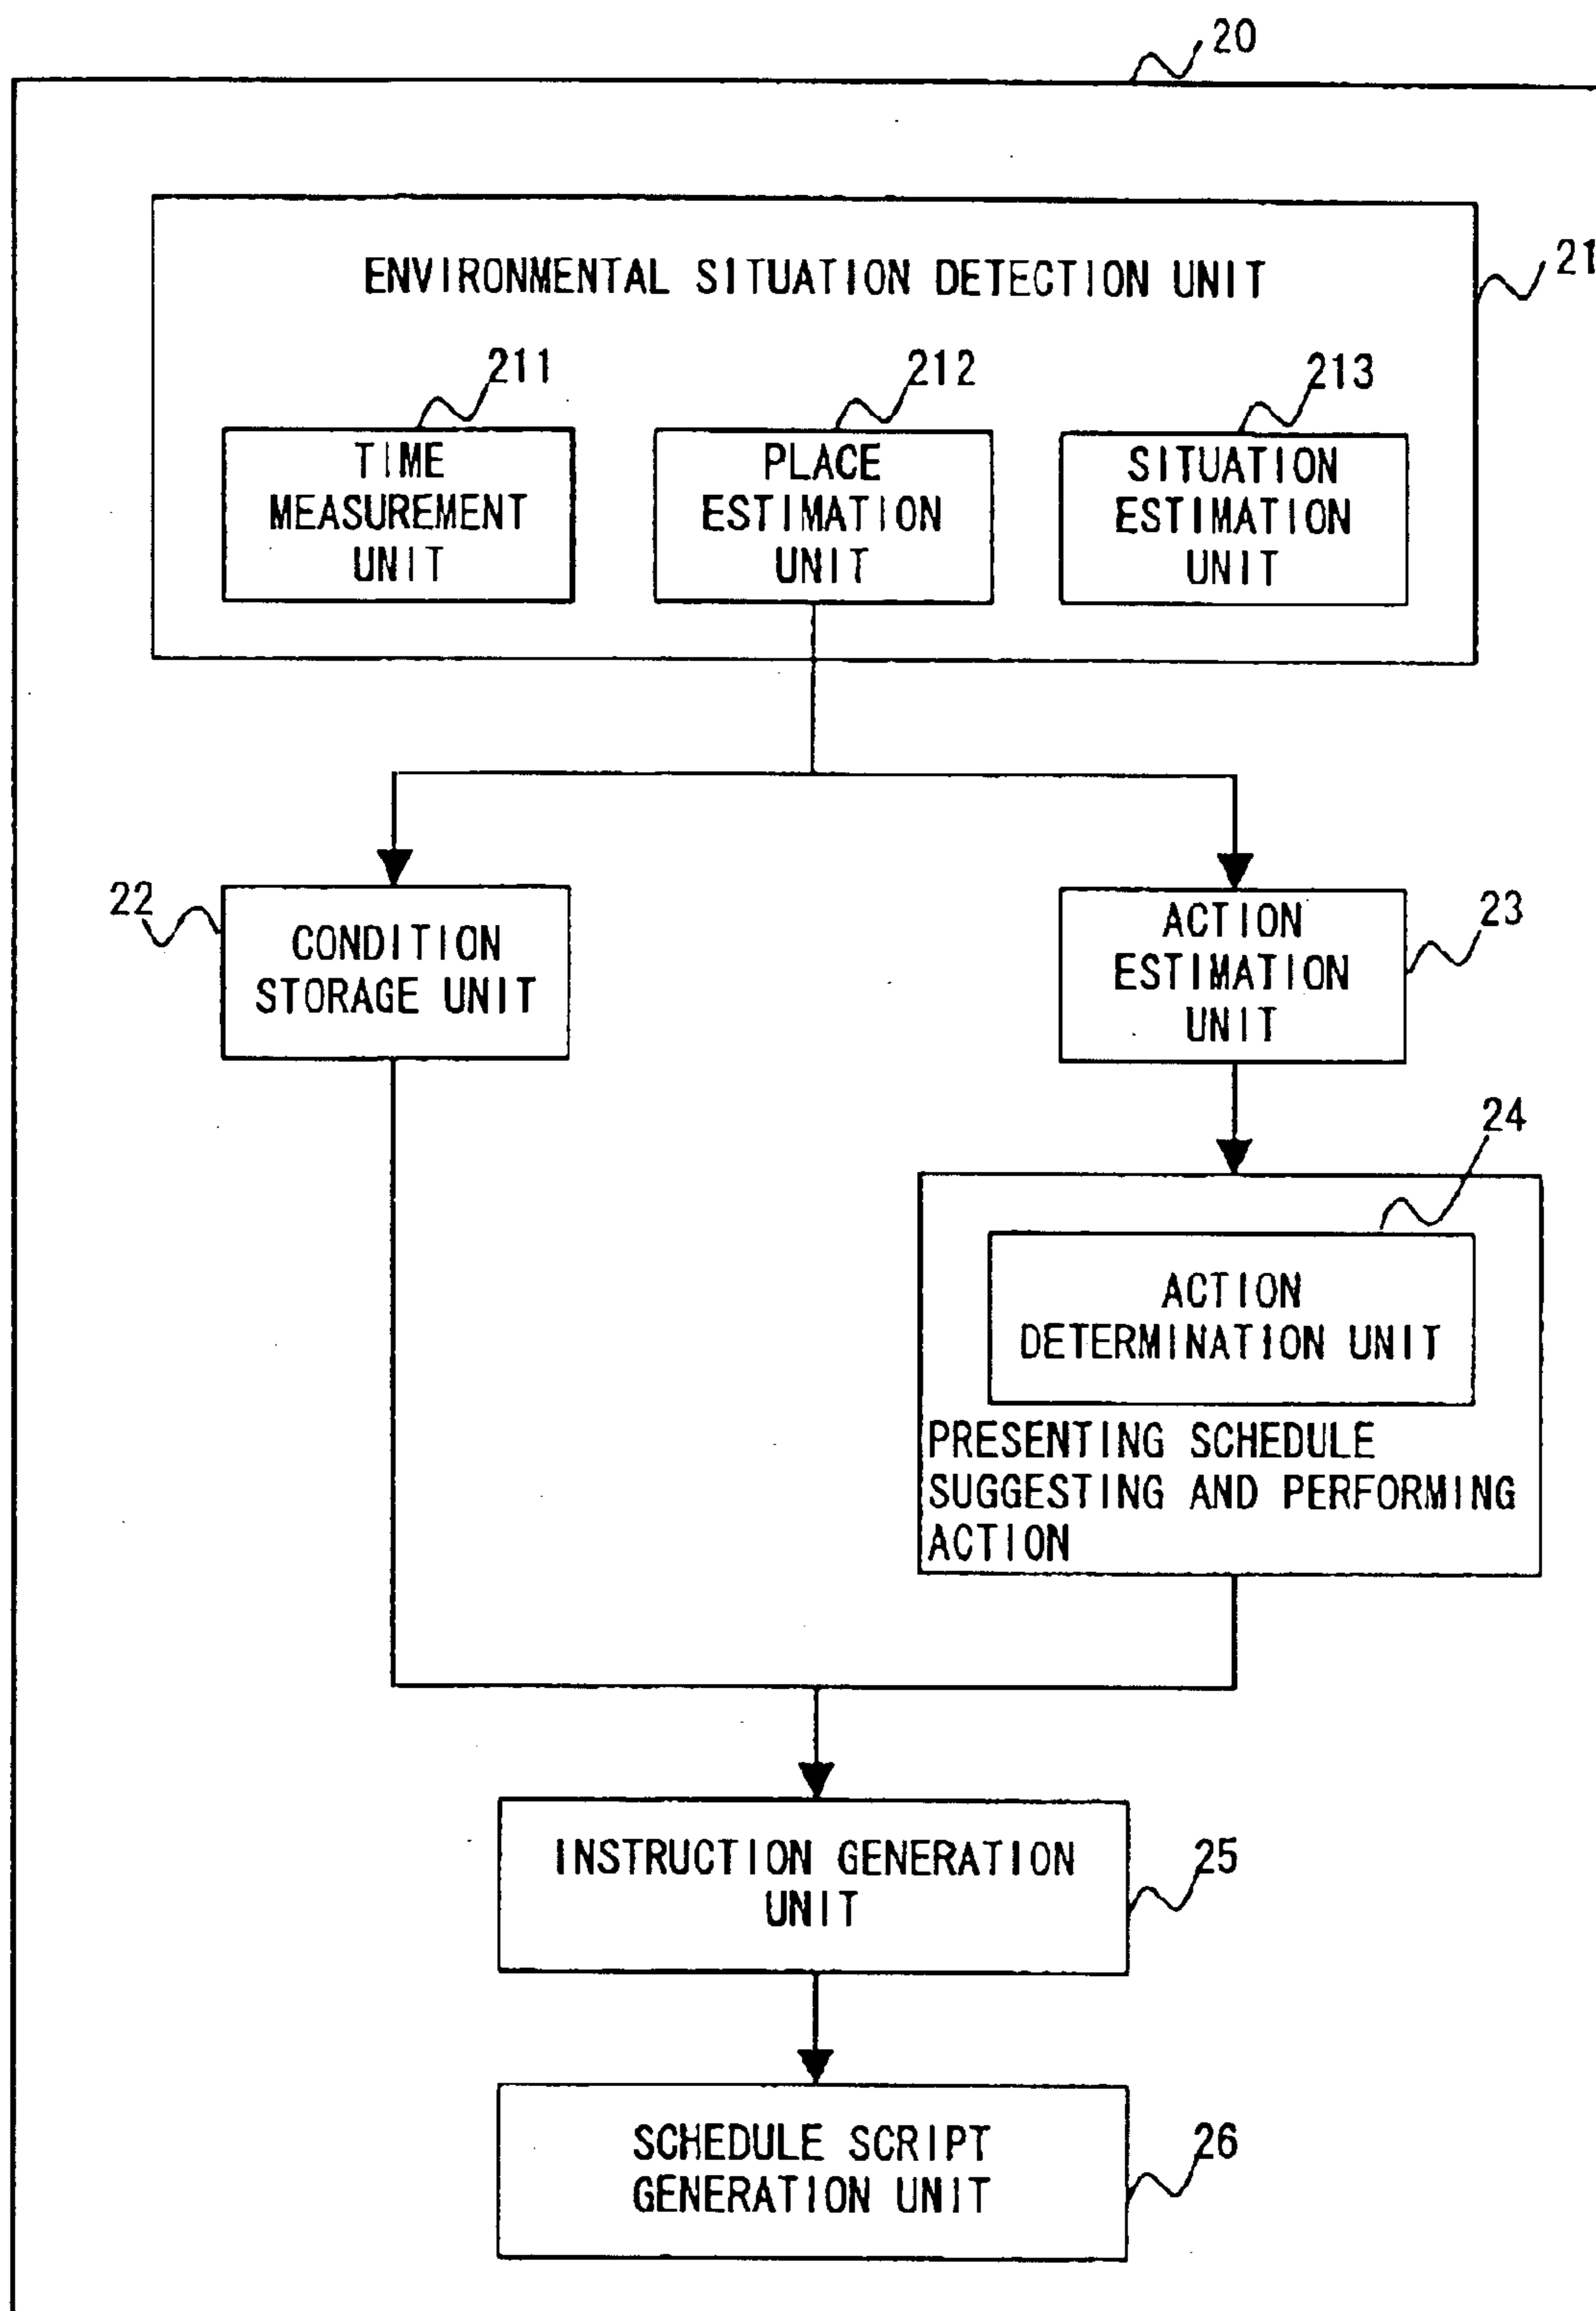 20
ENVIRONMENTAL SITUATION DETECTION UNIT
21
211
212
213
TIME
MEASUREMENT
UNIT
PLACE
ESTIMATION
UNIT
SITUATION
ESTIMATION
UNIT
22
CONDITION
STORAGE UNIT
ACTION
ESTIMATION
UNIT
23
24
ACTION
DETERMINATION UNIT
PRESENTING SCHEDULE
SUGGESTING AND PERFORMING
ACTION
INSTRUCTION GENERATION
UNIT
25
SCHEDULE SCRIPT
GENERATION UNIT
26